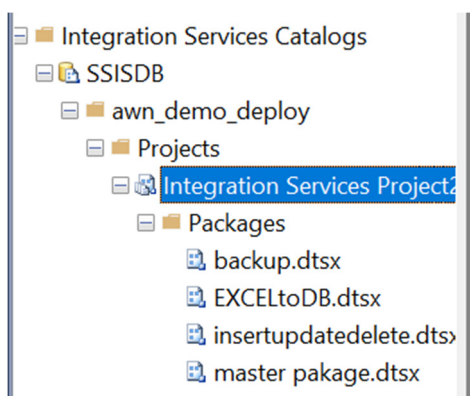 Integration Services Catalogs
SSISDB
awn_demo_deploy
Projects
Integration Services Project2
Packages
backup.dtsx
EXCELtoDB.dtsx
insertupdatedelete.dtsx
master pakage.dtsx